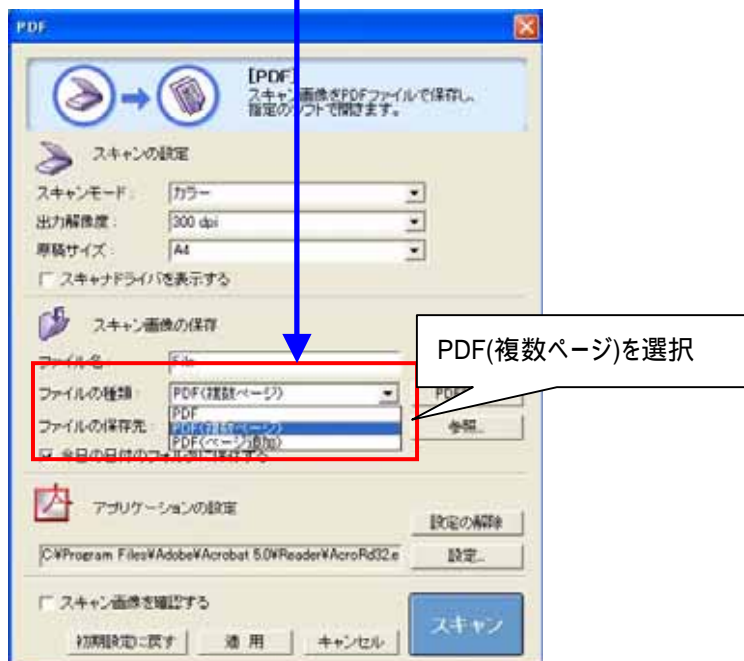 PDF
[PDF]
スキャン画像をPDFファイルで保存し、
指定のソフトで開きます。
スキャンの設定
スキャンモード：
カラー
出力解像度：
300 dpi
原稿サイズ：
A4
スキャナドライバを表示する
スキャン画像の保存
ファイル名：
File
PDF(複数ページ)を選択
ファイルの種類：
PDF(複数ページ)
PDF
PDF
PDF(複数ページ)
PDF(ページ追加)
ファイルの保存先：
参照...
今日の日付のフォルダに保存する
アプリケーションの設定
設定の解除
C:¥Program Files¥Adobe¥Acrobat 5.0¥Reader¥AcroRd32.e
設定...
スキャン画像を確認する
スキャン
初期設定に戻す
適 用
キャンセル